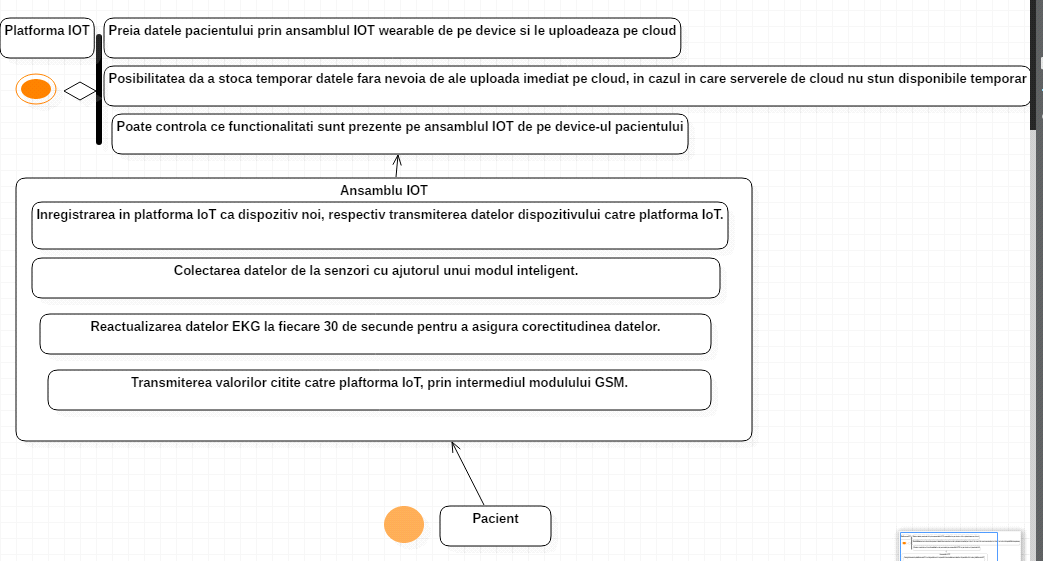 Platforma IOT
Preia datele pacientului prin ansamblul IOT wearable de pe device si le uploadeaza pe cloud
Posibilitatea da a stoca temporar datele fara nevoia de ale uploada imediat pe cloud, in cazul in care serverele de cloud nu stun disponibile temporar
Poate controla ce functionalitati sunt prezente pe ansamblul IOT de pe device-ul pacientului
Ansamblu IOT
Inregistrarea in platforma IoT ca dispozitiv noi, respectiv transmiterea datelor dispozitivului catre platforma IoT.
Colectarea datelor de la senzori cu ajutorul unui modul inteligent.
Reactualizarea datelor EKG la fiecare 30 de secunde pentru a asigura corectitudinea datelor.
Transmiterea valorilor citite catre plaftorma IoT, prin intermediul modulului GSM.
Pacient